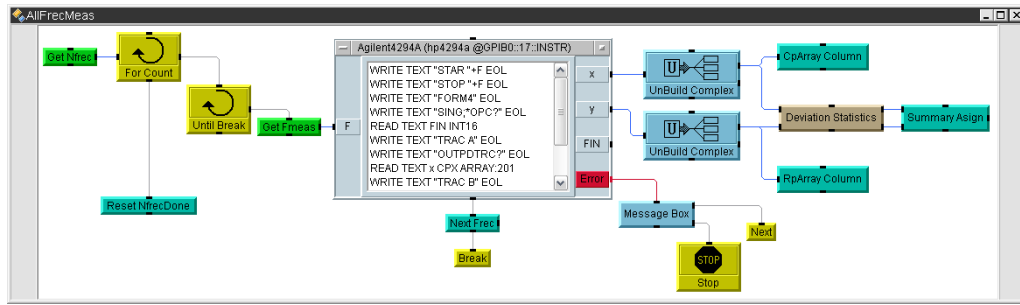 AllFrecMeas
Get Nfrec
For Count
Until Break
Get Fmeas
Reset NfrecDone
Agilent4294A (hp4294a @GPIB0::17::INSTR)
F
WRITE TEXT "STAR "+F EOL
WRITE TEXT "STOP "+F EOL
WRITE TEXT "FORM4" EOL
WRITE TEXT "SING;*OPC?" EOL
READ TEXT FIN INT16
WRITE TEXT "TRAC A" EOL
WRITE TEXT "OUTPDTRC?" EOL
READ TEXT x CPX ARRAY:201
WRITE TEXT "TRAC B" EOL
x
y
FIN
Error
Next Frec
Break
UnBuild Complex
UnBuild Complex
CpArray Column
Deviation Statistics
Summary Asign
RpArray Column
Message Box
Next
STOP
Stop